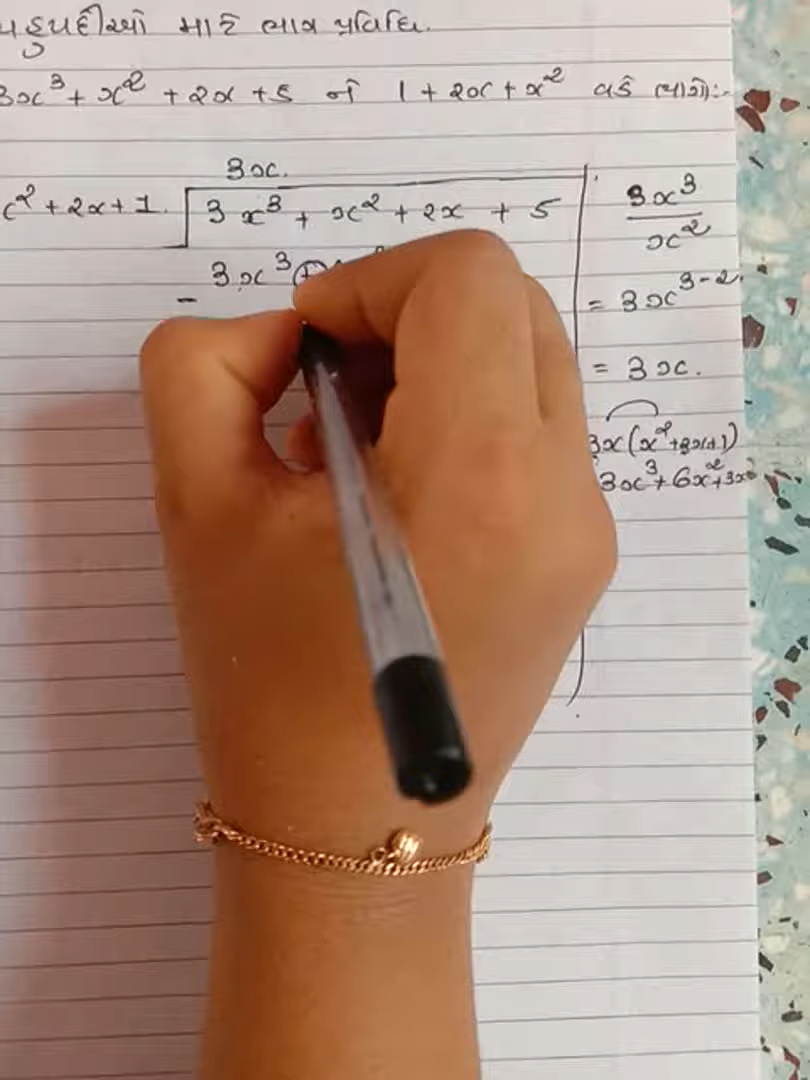 બહુપદીઓ માટે ભાગ પ્રવિધિ.
3x³ + x² + 2x + 5 ને 1 + 2x + x² વડે ભાગો:-
3x.
x² + 2x + 1. 3x³ + x² + 2x + 5
3x³ +
-
3x³
x²
= 3x³⁻²
= 3x.
3x(x² + 2x + 1)
3x³ + 6x² + 3x